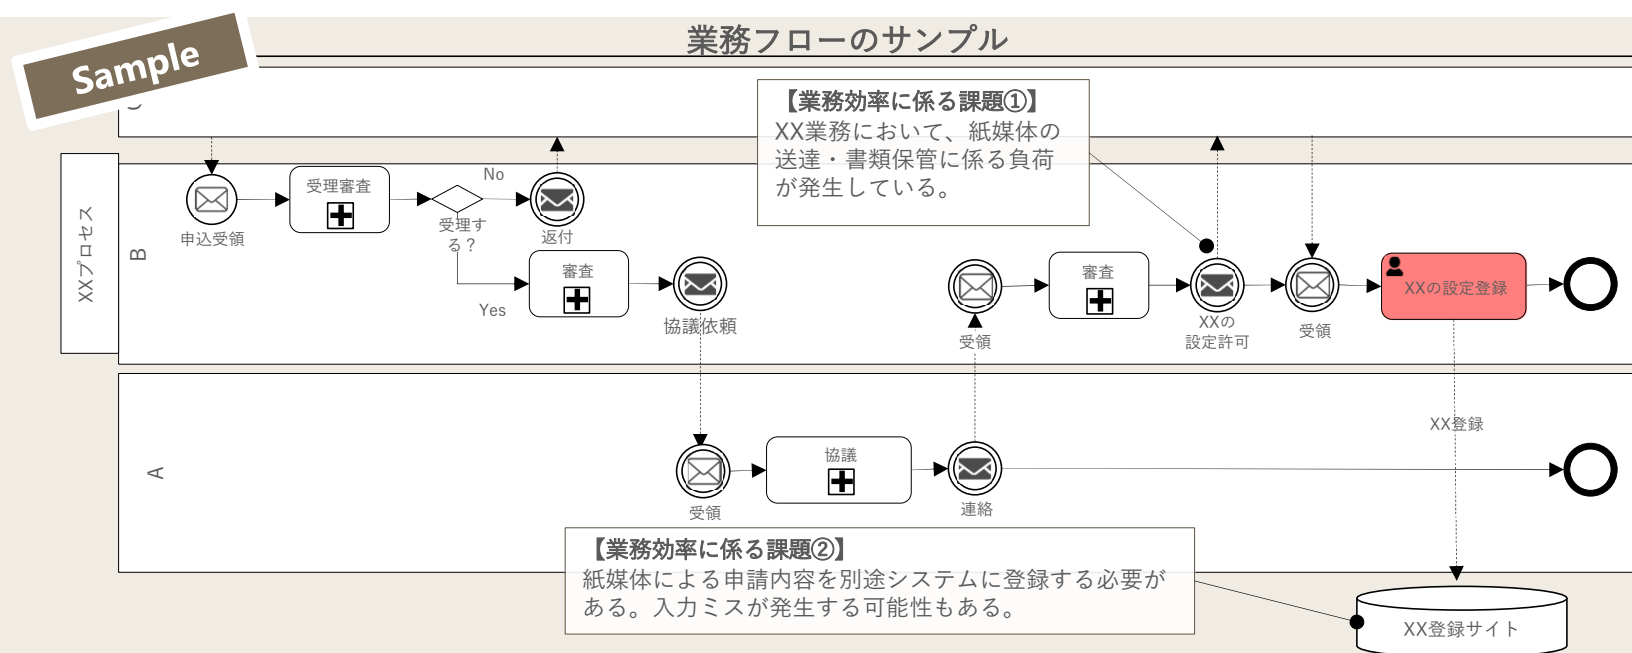 業務フローのサンプル
Sample
【業務効率に係る課題①】
XX業務において、紙媒体の
送達・書類保管に係る負荷
が発生している。
XXプロセス
B
申込受領
受理審査
No
受理す
る？
Yes
返付
審査
協議依頼
受領
審査
XXの
設定許可
受領
XXの設定登録
A
受領
協議
連絡
XX登録
【業務効率に係る課題②】
紙媒体による申請内容を別途システムに登録する必要が
ある。入力ミスが発生する可能性もある。
XX登録サイト